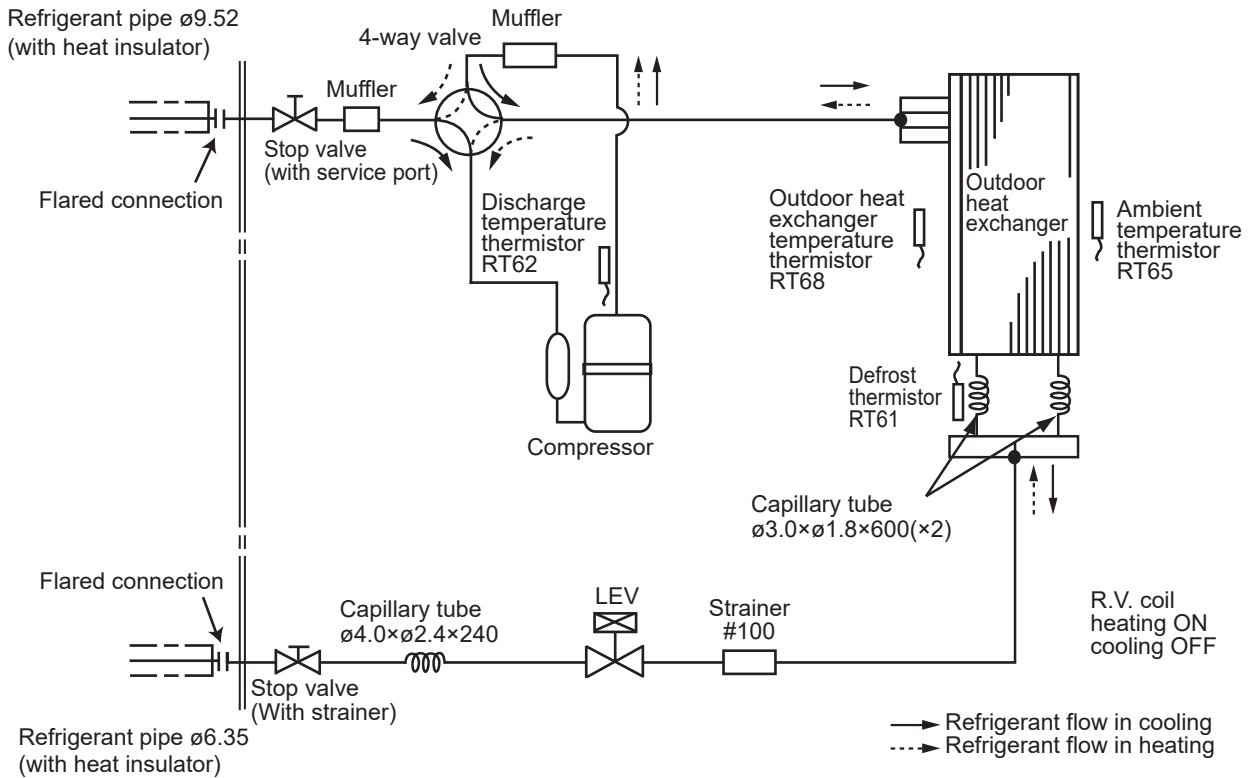 Refrigerant pipe ø9.52
(with heat insulator)
Muffler
4-way valve
Muffler
Stop valve
(with service port)
Flared connection
Discharge
temperature
thermistor
RT62
Outdoor heat
exchanger
temperature
thermistor
RT68
Outdoor
heat
exchanger
Ambient
temperature
thermistor
RT65
Defrost
thermistor
RT61
Compressor
Capillary tube
ø3.0×ø1.8×600(×2)
Flared connection
Capillary tube
ø4.0×ø2.4×240
LEV
Strainer
#100
R.V. coil
heating ON
cooling OFF
Stop valve
(With strainer)
Refrigerant pipe ø6.35
(with heat insulator)
Refrigerant flow in cooling
Refrigerant flow in heating